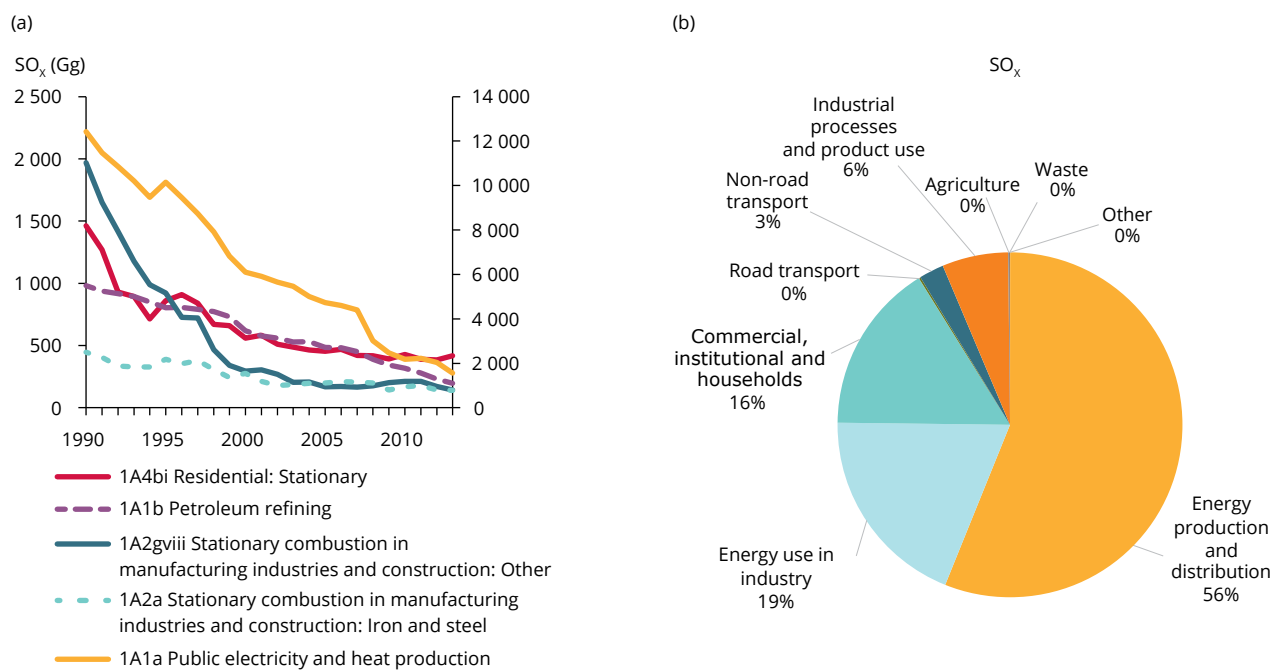 (a)
SOx (Gg)
2 500
2 000
1 500
1 000
500
0
14 000
12 000
10 000
8 000
6 000
4 000
2 000
0
1990
1995
2000
2005
2010
1A4bi Residential: Stationary
1A1b Petroleum refining
1A2gviii Stationary combustion in
manufacturing industries and construction: Other
1A2a Stationary combustion in manufacturing
industries and construction: Iron and steel
1A1a Public electricity and heat production
(b)
SOx
Industrial
processes
and product use
6%
Agriculture
0%
Waste
0%
Other
0%
Non-road
transport
3%
Road transport
0%
Commercial,
institutional and
households
16%
Energy use in
industry
19%
Energy
production
and
distribution
56%